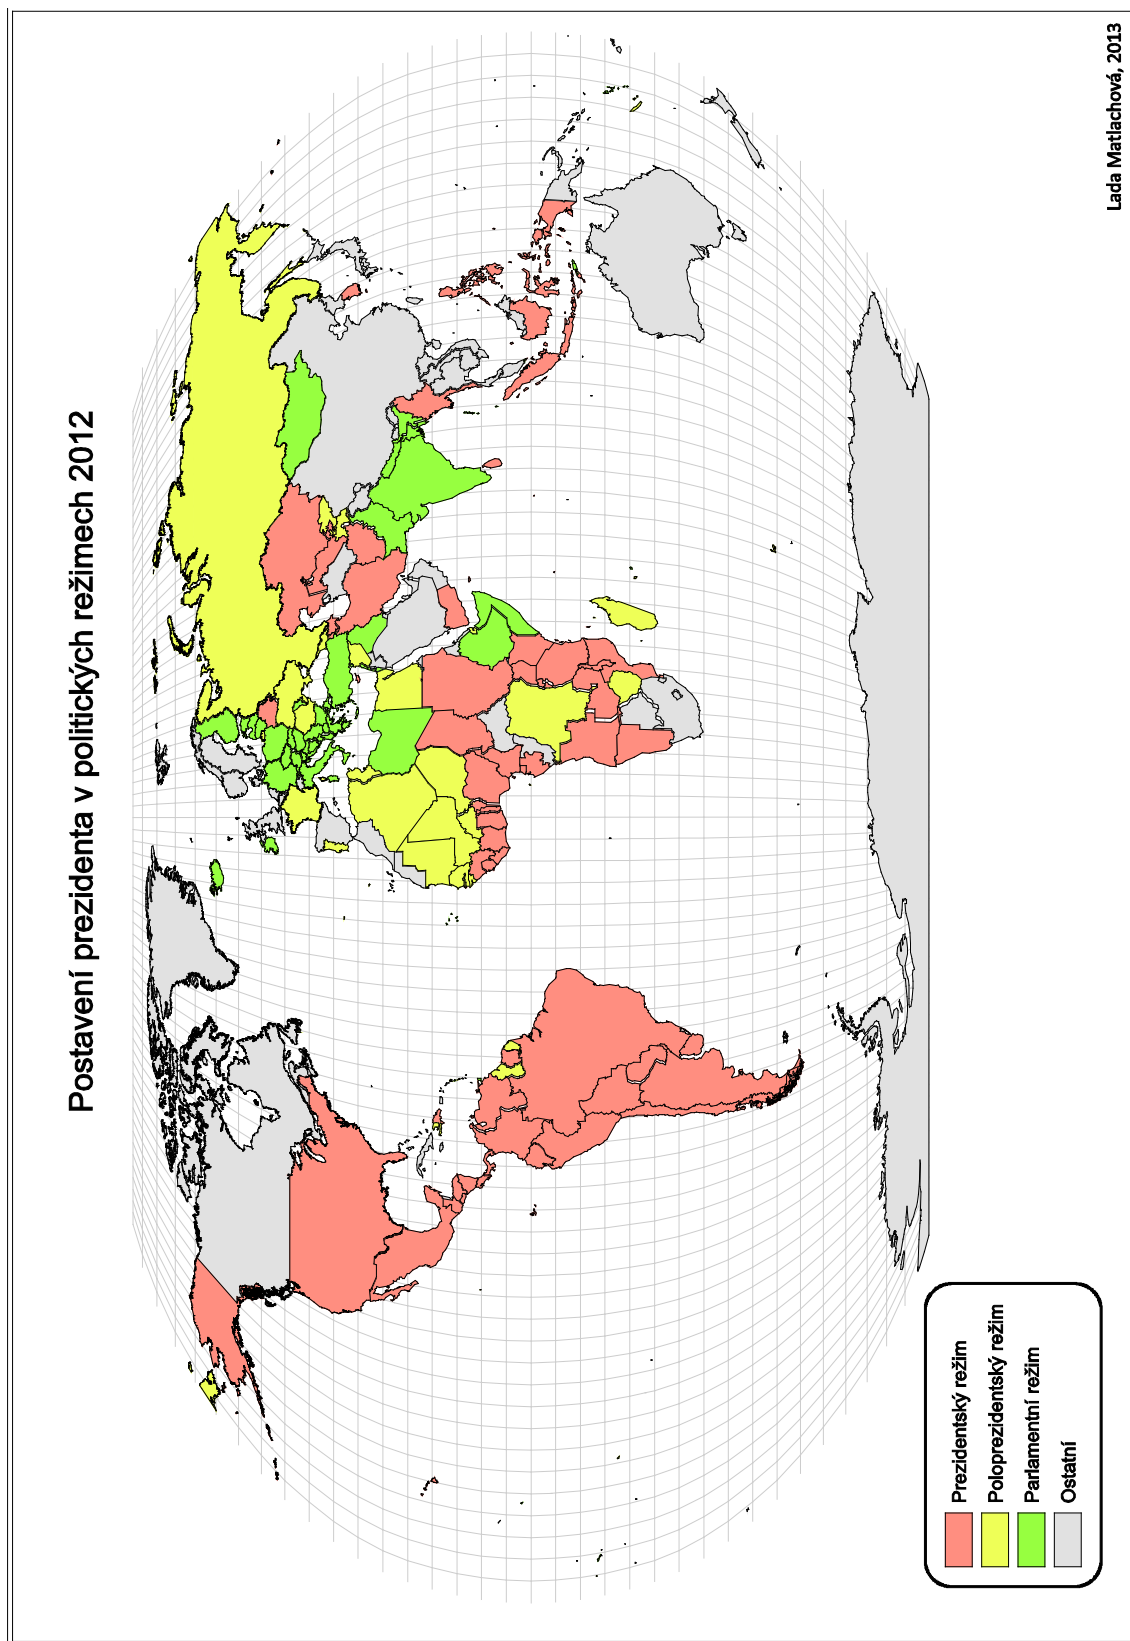 Postavení prezidenta v politických režimech 2012
Prezidentský režim
Poloprezidentský režim
Parlamentní režim
Ostatní
Lada Matlachová, 2013